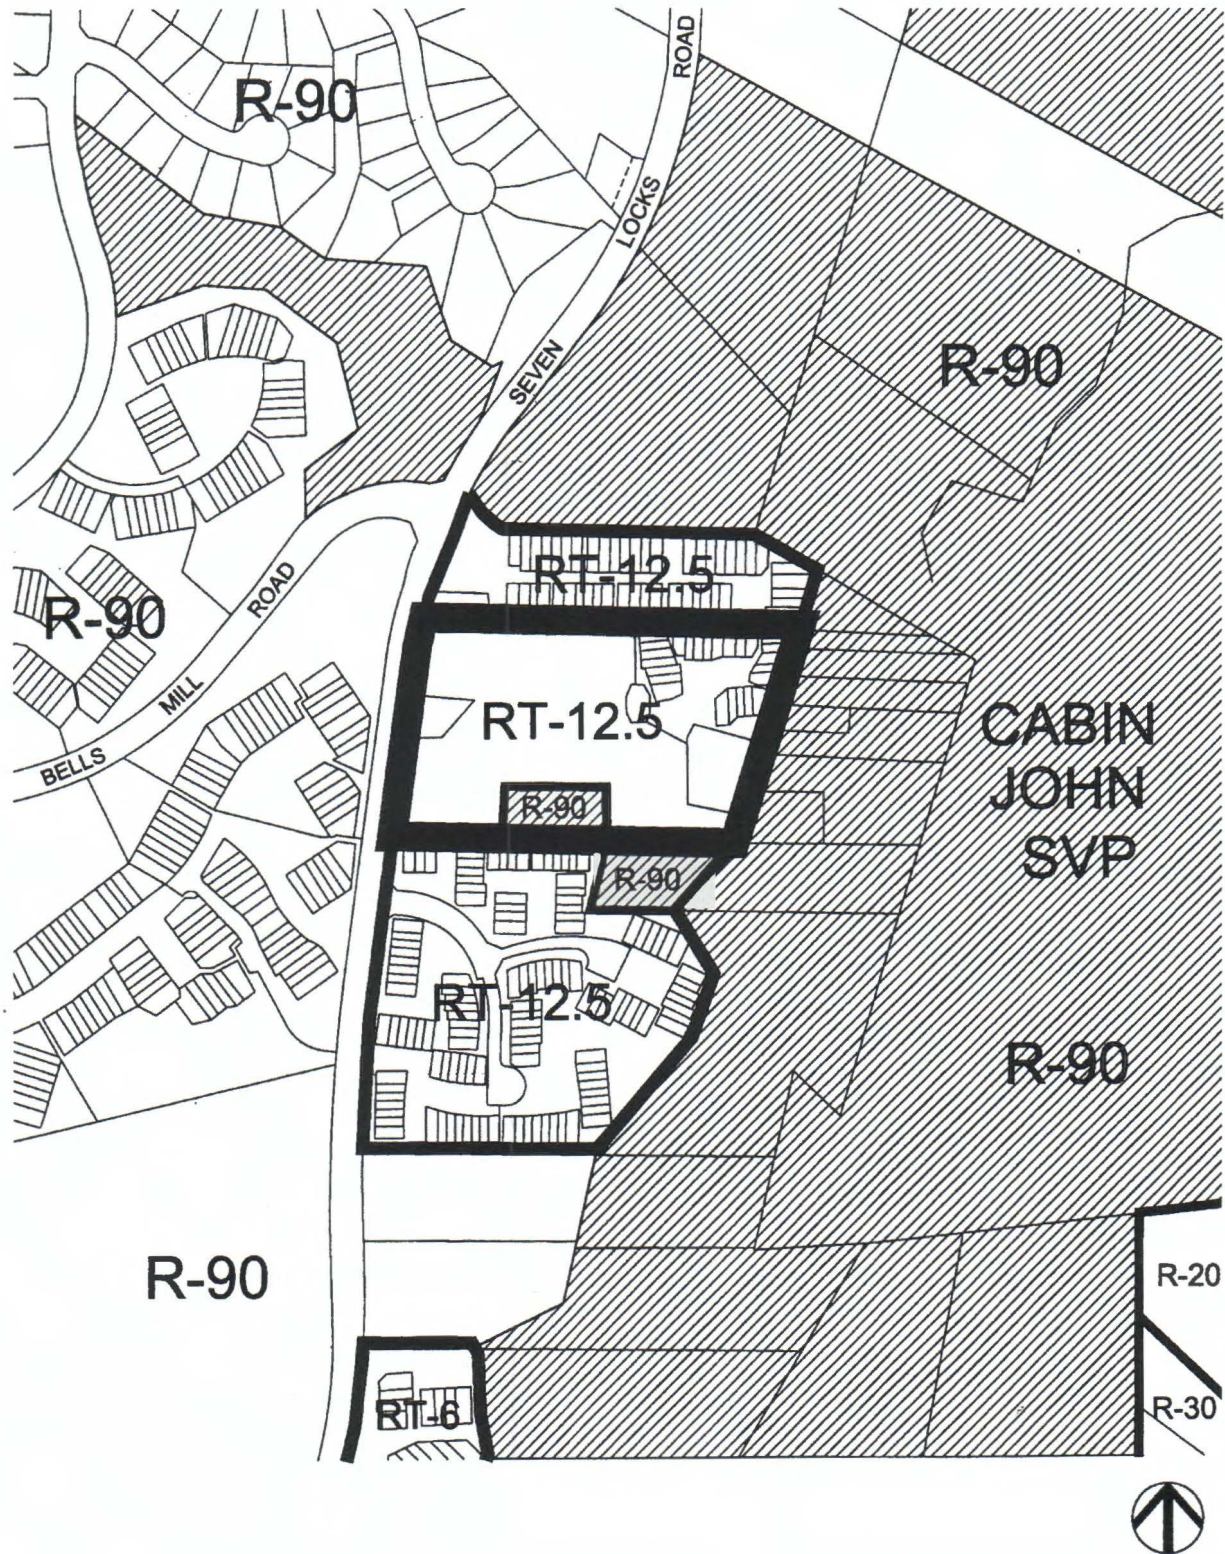 ROAD
R-90
LOCKS
SEVEN
R-90
RT-12.5
ROAD
R-90
MILL
BELLS
RT-12.5
CABIN
JOHN
SVP
R-90
R-90
RT-12.5
R-90
R-90
R-20
RT-6
R-30